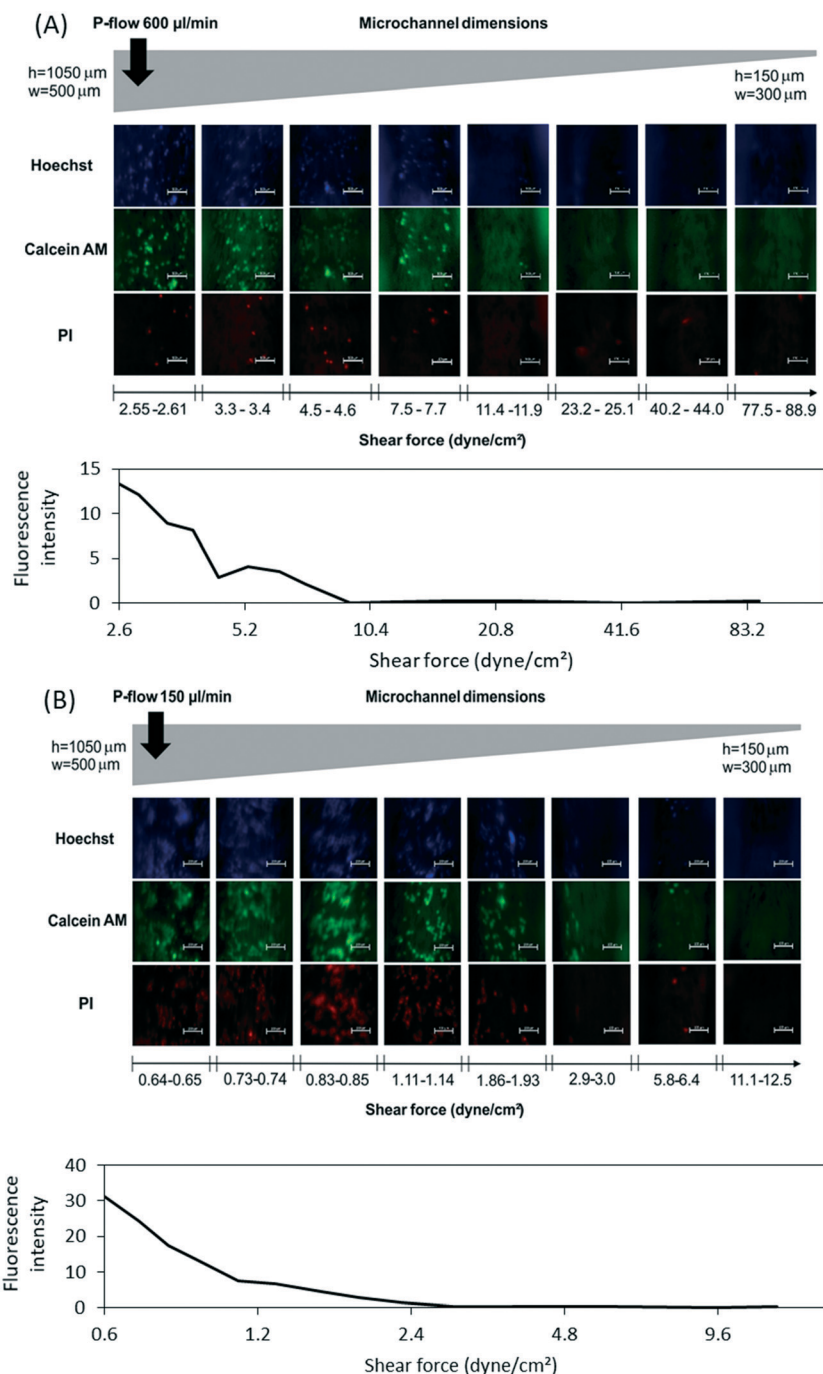 (A)
P-flow 600 µl/min
Microchannel dimensions
h=1050 µm
w=500 µm
h=150 µm
w=300 µm
Hoechst
Calcein AM
PI
2.55 -2.61 3.3 - 3.4 4.5 - 4.6 7.5 - 7.7 11.4 -11.9 23.2 - 25.1 40.2 - 44.0 77.5 - 88.9
Shear force (dyne/cm²)
Fluorescence
intensity
15
10
5
0
2.6 5.2 10.4 20.8 41.6 83.2
Shear force (dyne/cm²)
(B)
P-flow 150 µl/min
Microchannel dimensions
h=1050 µm
w=500 µm
h=150 µm
w=300 µm
Hoechst
Calcein AM
PI
0.64-0.65 0.73-0.74 0.83-0.85 1.11-1.14 1.86-1.93 2.9-3.0 5.8-6.4 11.1-12.5
Shear force (dyne/cm²)
Fluorescence
intensity
40
30
20
10
0
0.6 1.2 2.4 4.8 9.6
Shear force (dyne/cm²)